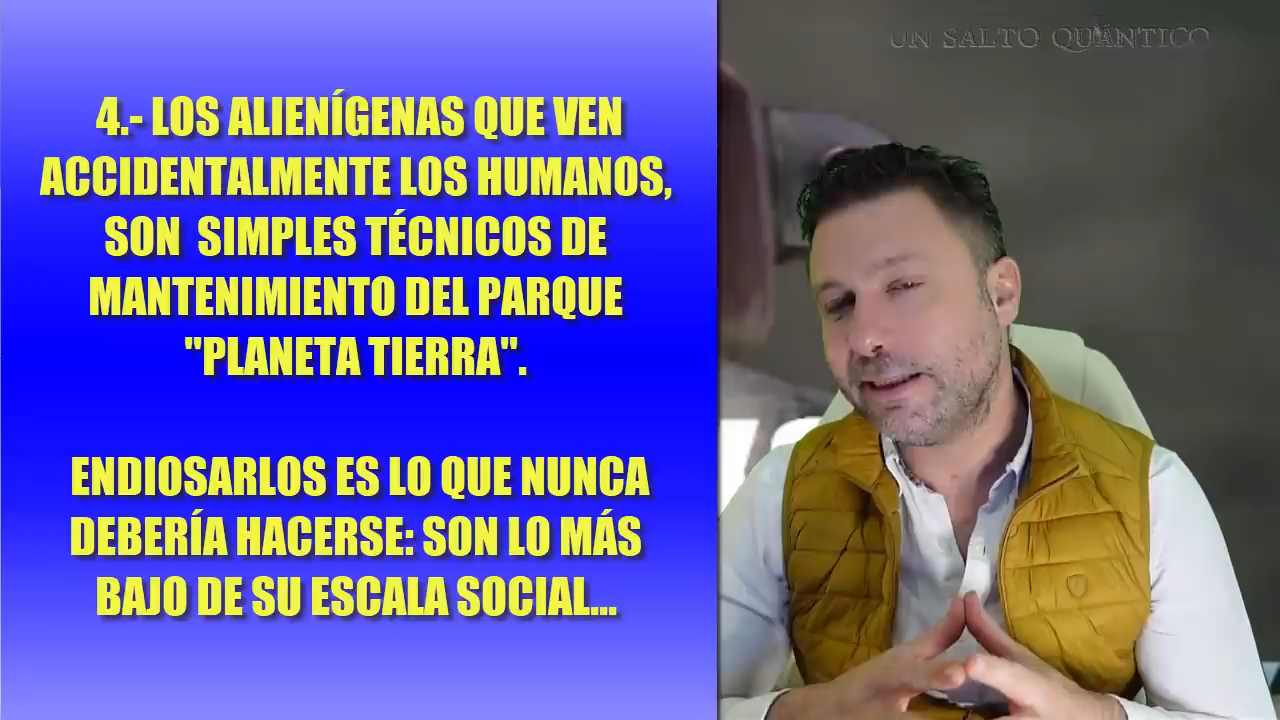 UN SALTO QUÁNTICO
4.- LOS ALIENÍGENAS QUE VEN
ACCIDENTALMENTE LOS HUMANOS,
SON  SIMPLES TÉCNICOS DE
MANTENIMIENTO DEL PARQUE
"PLANETA TIERRA".
ENDIOSARLOS ES LO QUE NUNCA
DEBERÍA HACERSE: SON LO MÁS
BAJO DE SU ESCALA SOCIAL...